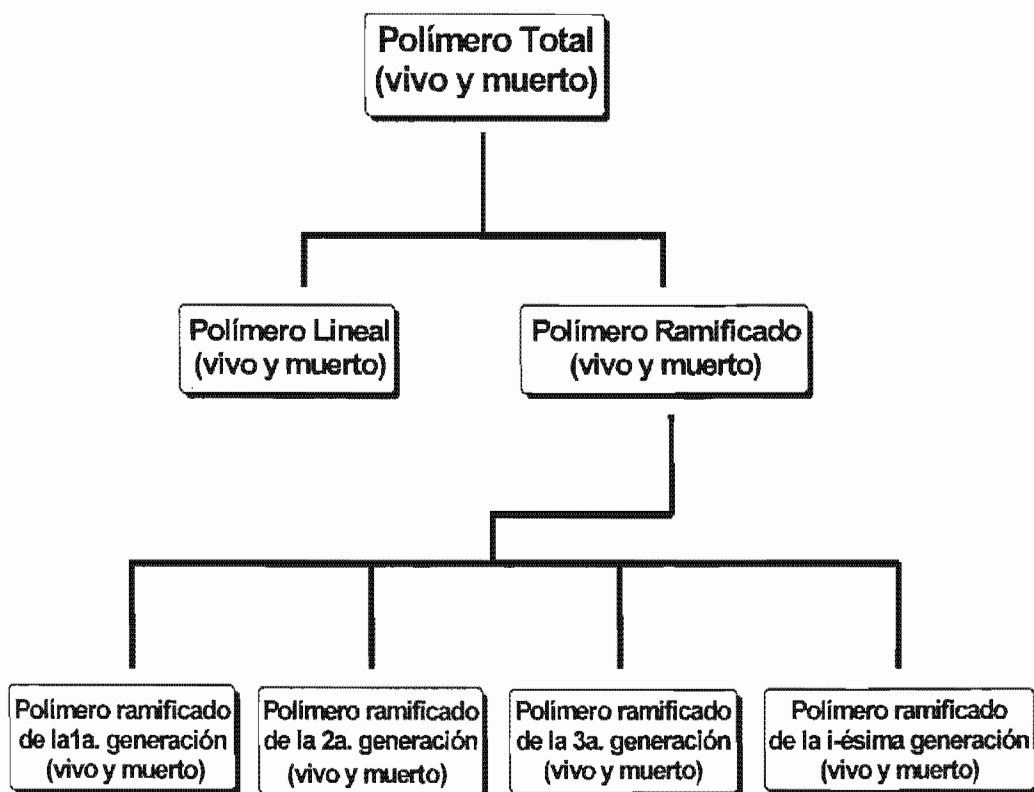 Polímero Total
(vivo y muerto)
Polímero Lineal
(vivo y muerto)
Polímero Ramificado
(vivo y muerto)
Polímero ramificado
de la1a. generación
(vivo y muerto)
Polímero ramificado
de la 2a. generación
(vivo y muerto)
Polímero ramificado
de la 3a. generación
(vivo y muerto)
Polímero ramificado
de la i-ésima generación
(vivo y muerto)